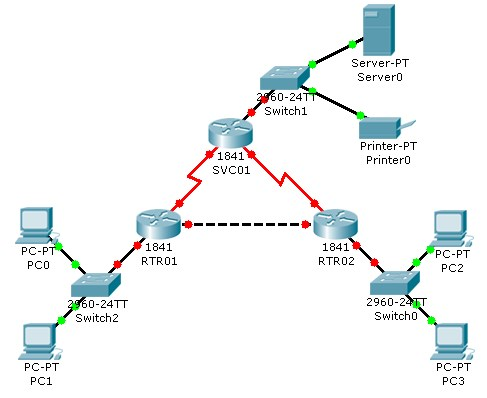 Server-PT
Server0
2960-24TT
Switch1
Printer-PT
Printer0
1841
SVC01
1841
RTR01
1841
RTR02
PC-PT
PC0
PC-PT
PC2
2960-24TT
Switch2
2960-24TT
Switch0
PC-PT
PC1
PC-PT
PC3